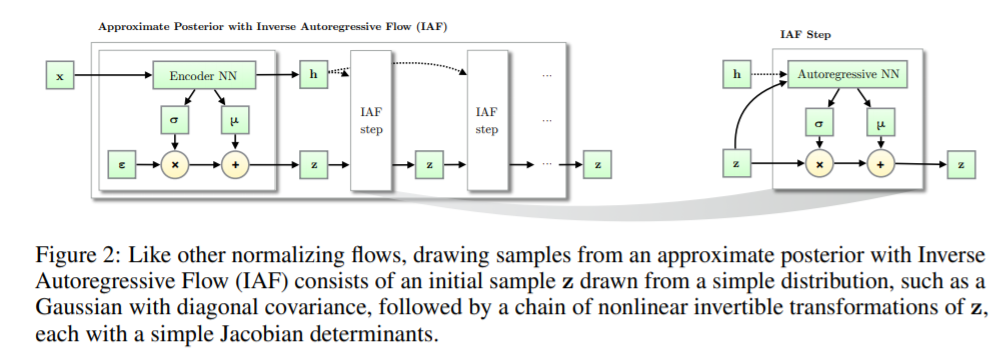 Approximate Posterior with Inverse Autoregressive Flow (IAF)
x
Encoder NN
h
σ
μ
ε
×
+
z
IAF
step
z
IAF
step
...
...
...
z
IAF Step
h
Autoregressive NN
σ
μ
z
×
+
z
Figure 2: Like other normalizing flows, drawing samples from an approximate posterior with Inverse
Autoregressive Flow (IAF) consists of an initial sample z drawn from a simple distribution, such as a
Gaussian with diagonal covariance, followed by a chain of nonlinear invertible transformations of z,
each with a simple Jacobian determinants.